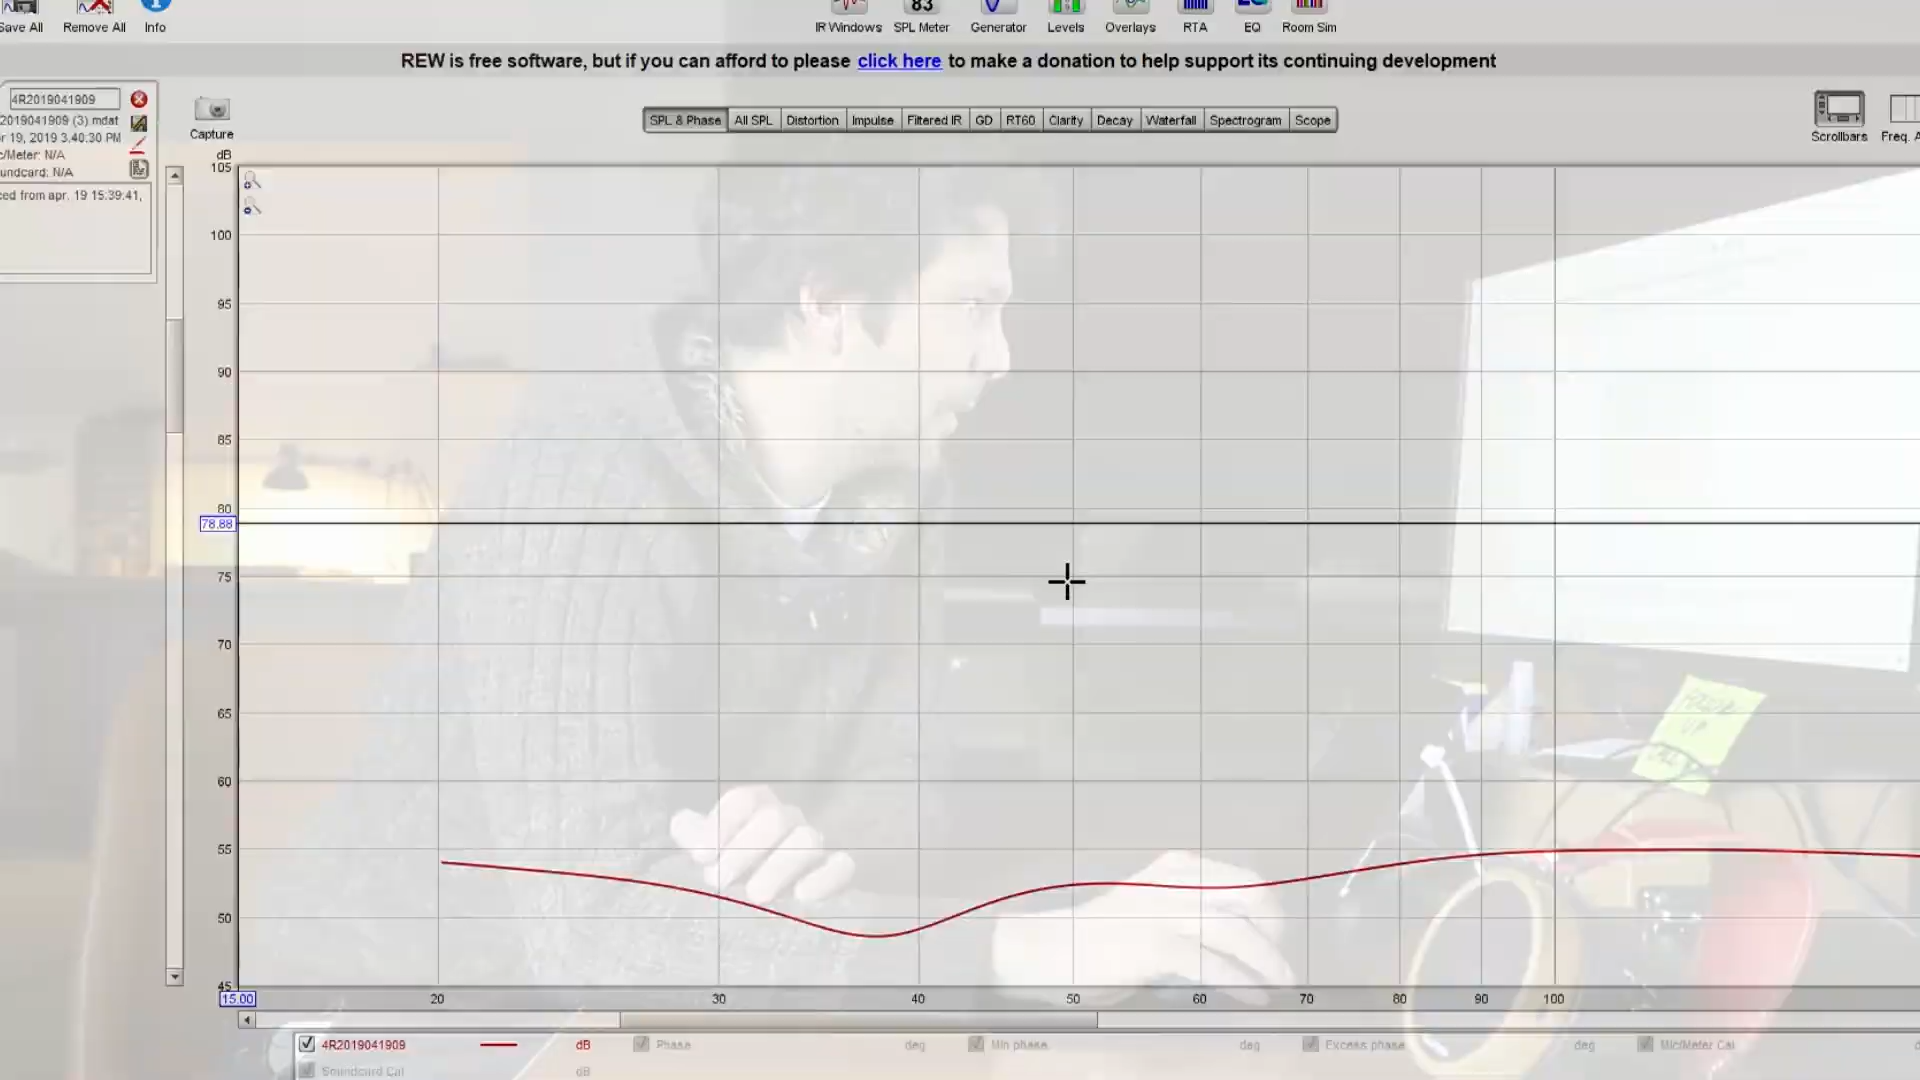 Save All Remove All Info IR Windows SPL Meter Generator Levels Overlays RTA EQ Room Sim
83
REW is free software, but if you can afford to please click here to make a donation to help support its continuing development
4R2019041909
2019041909 (3) mdat
r 19, 2019 3.40:30 PM
c/Meter: N/A
undcard: N/A
ced from apr. 19 15:39:41,
Capture
SPL & Phase All SPL Distortion Impulse Filtered IR GD RT60 Clarity Decay Waterfall Spectrogram Scope
Scrollbars Freq. A
dB
105
100
95
90
85
80
78.88
75
70
65
60
55
50
45
UP
15.00 20 30 40 50 60 70 80 90 100
4R2019041909 dB Phase deg Min phase deg Excess phase deg Mic/Meter Cal
Soundcard Cal dB